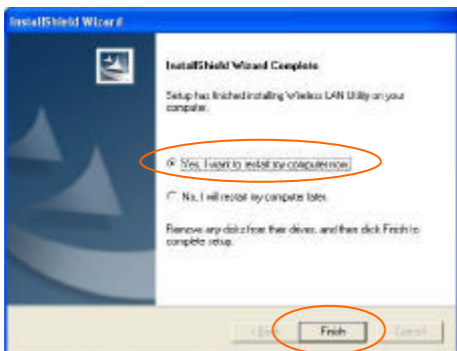 InstallShield Wizard
InstallShield Wizard Complete
Setup has finished installing Wireless LAN Utility on your
computer.
Yes, I want to restart my computer now.
No, I will restart my computer later.
Remove any disks from their drives, and then click Finish to
complete setup.
< Back
Finish
Cancel